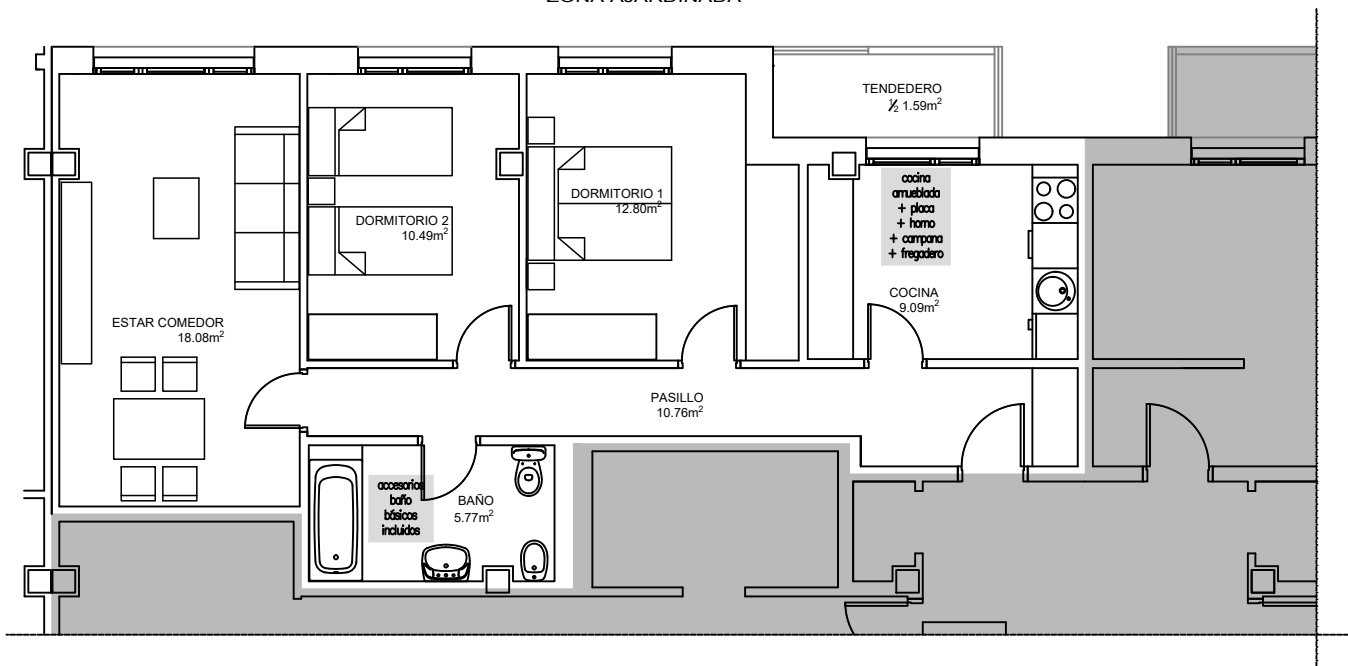 ZONA AJARDINADA
TENDEDERO
½ 1.59m²
cocina
amueblada
+ placa
+ horno
+ campana
+ fregadero
DORMITORIO 1
12.80m²
DORMITORIO 2
10.49m²
COCINA
9.09m²
ESTAR COMEDOR
18.08m²
PASILLO
10.76m²
accesorios
baño
básicos
incluidos
BAÑO
5.77m²